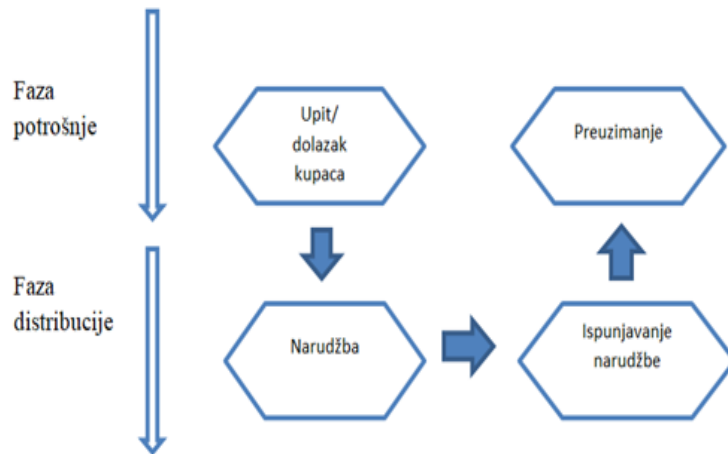 Faza
potrošnje
Upit/
dolazak
kupaca
Preuzimanje
Faza
distribucije
Narudžba
Ispunjavanje
narudžbe